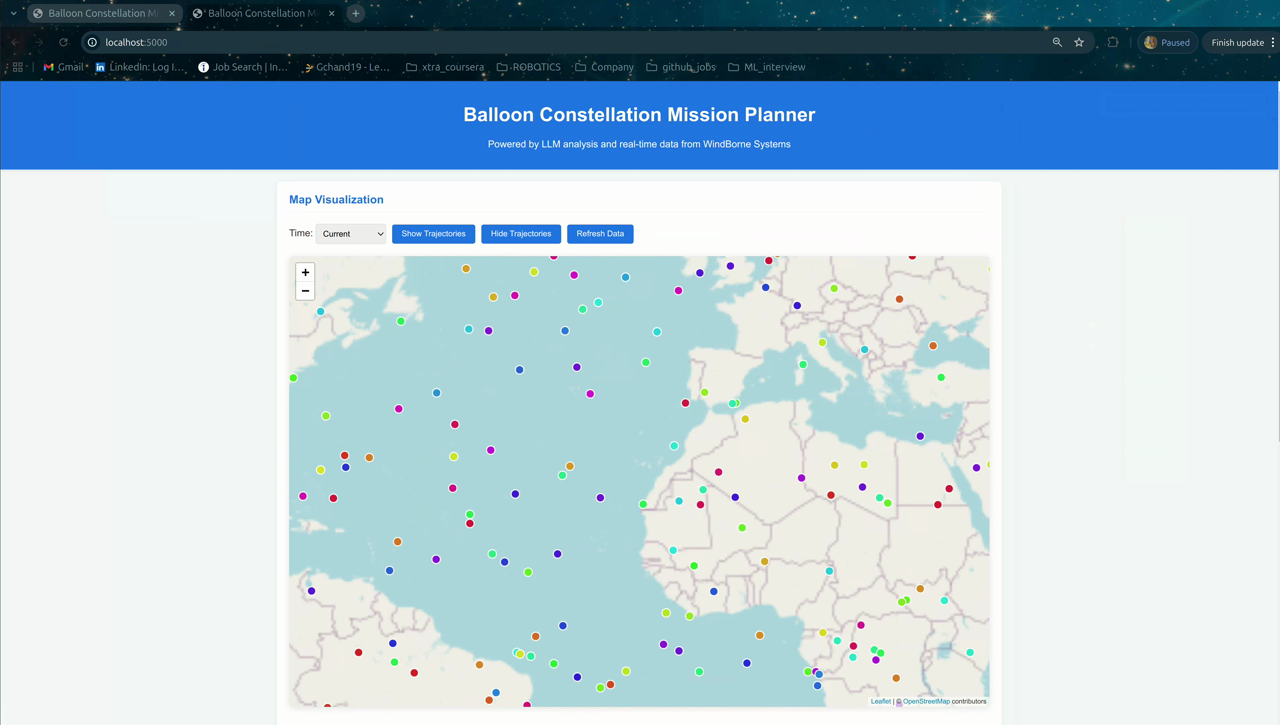 Balloon Constellation Mi
Balloon Constellation M
localhost:5000
Paused
Finish update
Gmail
LinkedIn: Log I...
Job Search | In...
Gchand19 - Le...
xtra_coursera
ROBOTICS
Company
github_jobs
ML_interview
Balloon Constellation Mission Planner
Powered by LLM analysis and real-time data from WindBorne Systems
Map Visualization
Time: Current Show Trajectories Hide Trajectories Refresh Data
+
−
Leaflet | © OpenStreetMap contributors